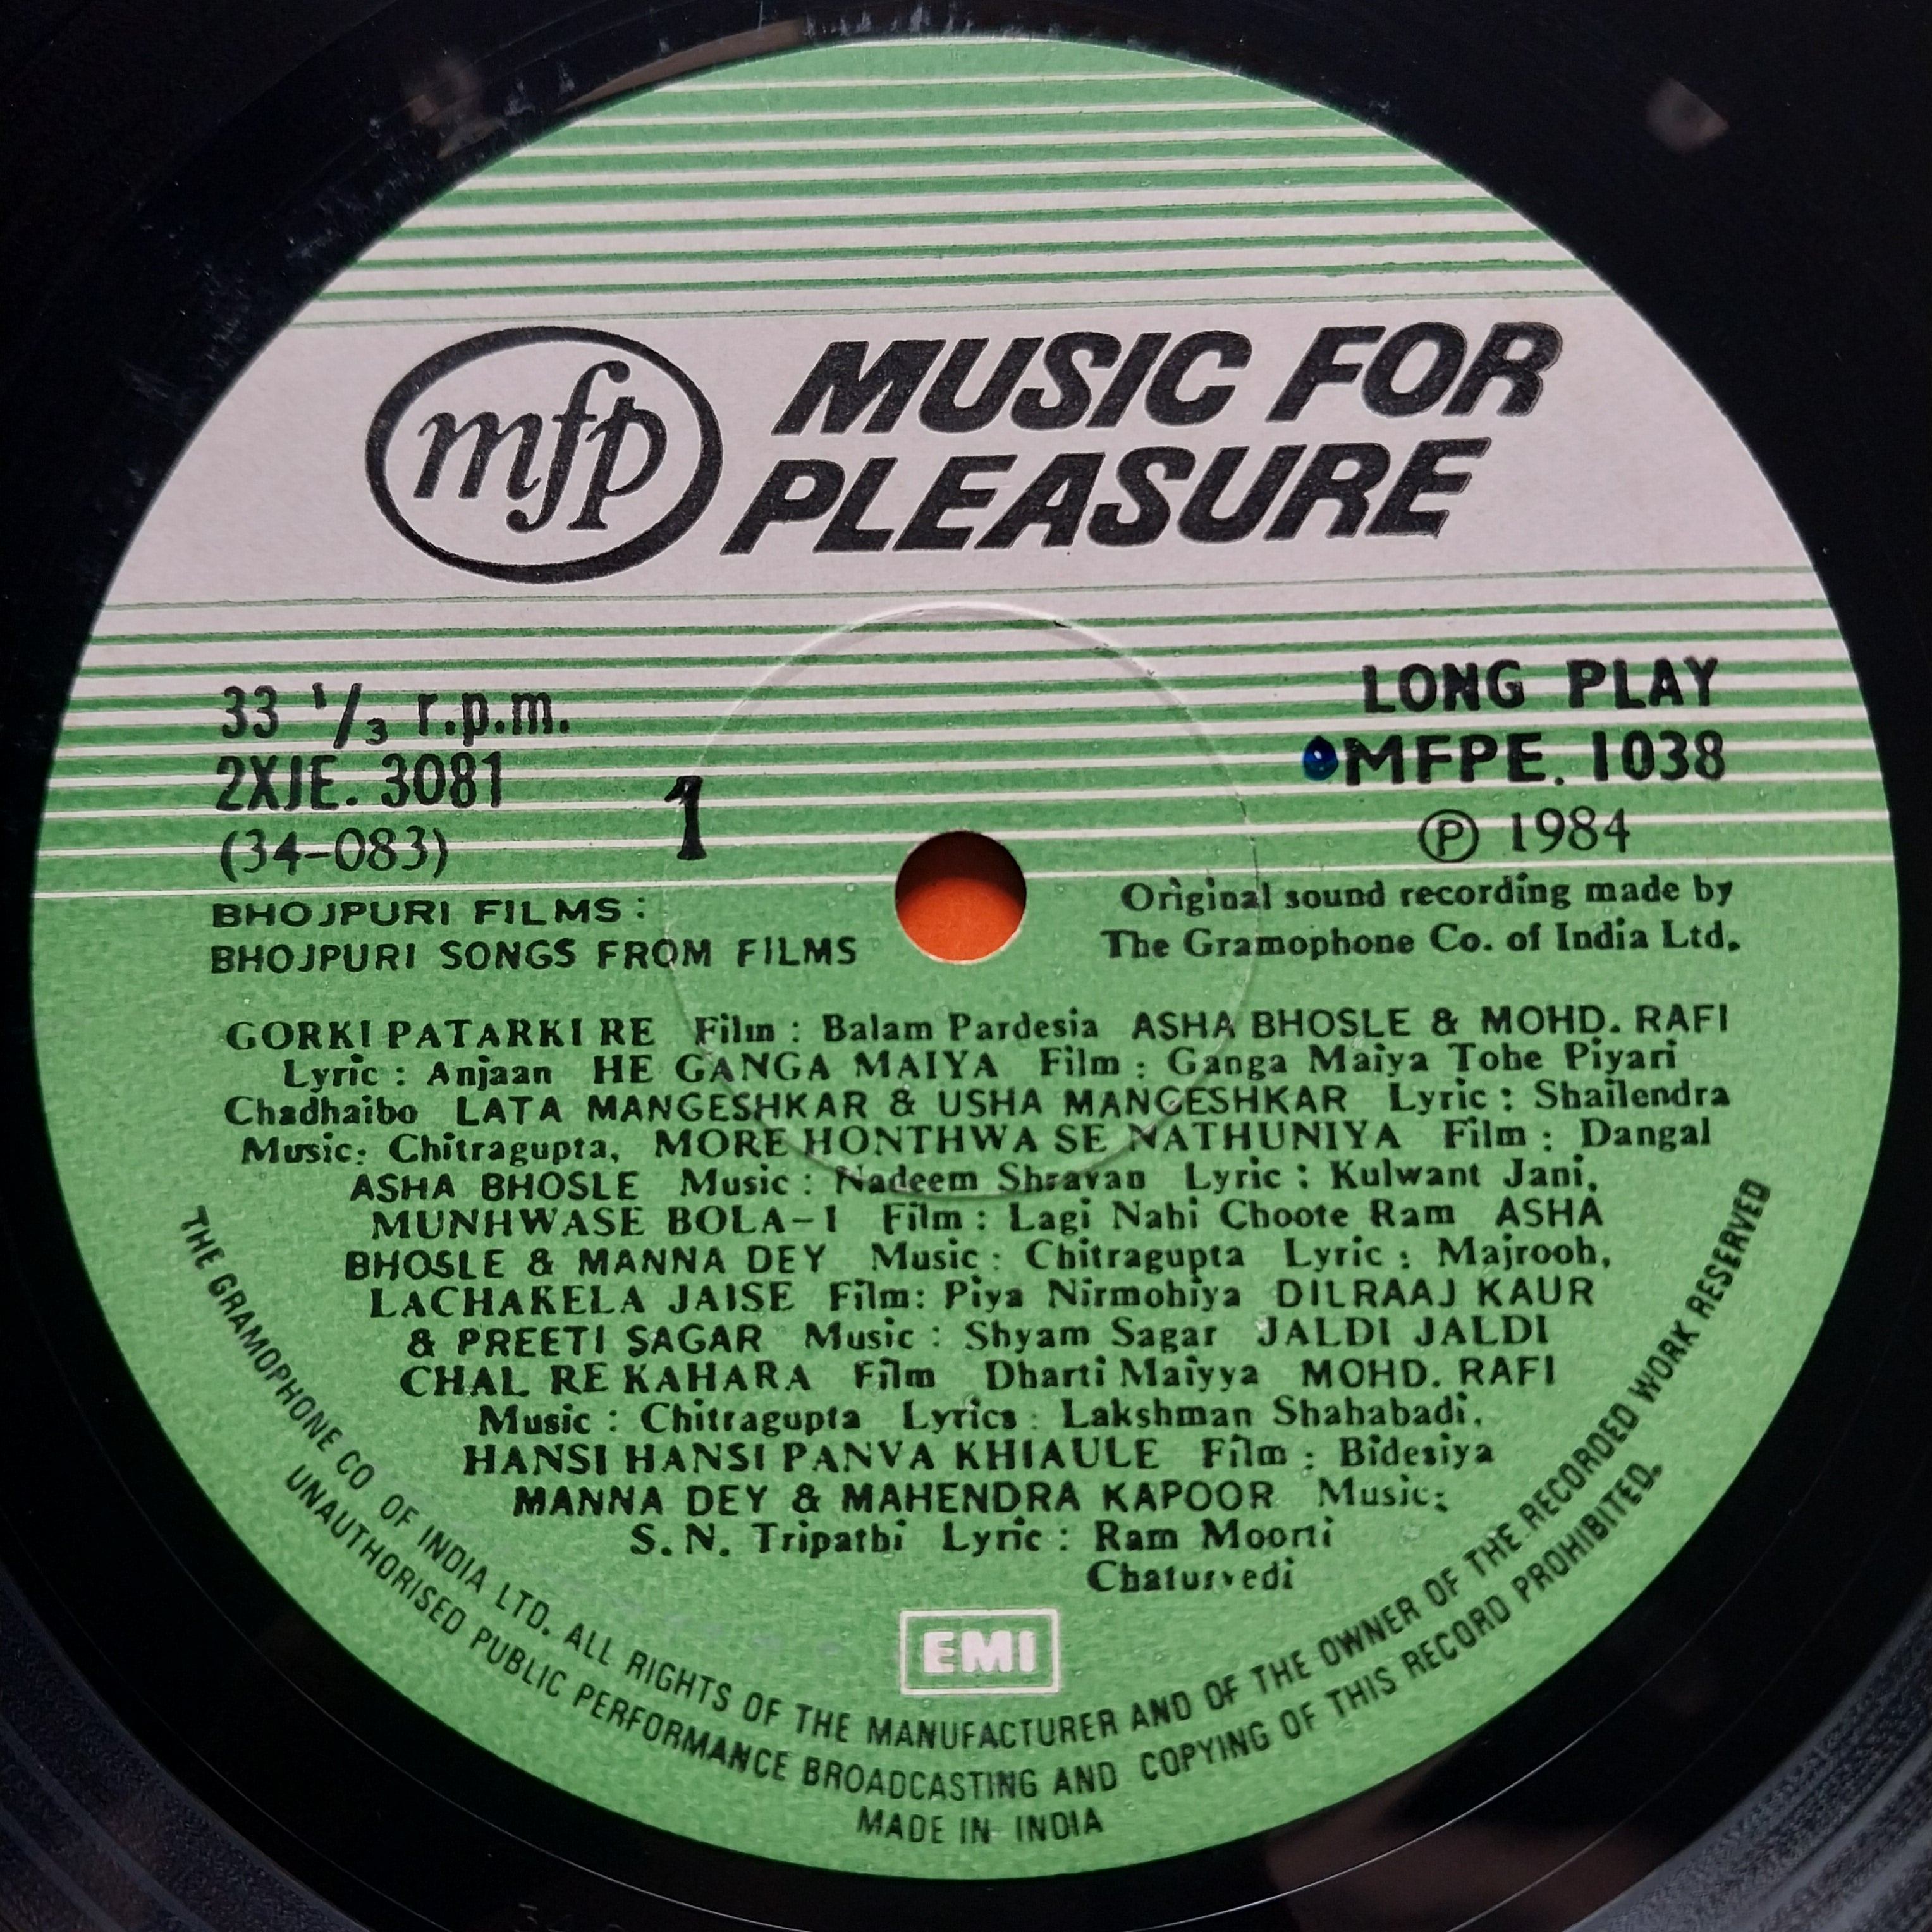 mfp
MUSIC FOR
PLEASURE
33 1/3 r.p.m.
2XJE. 3081
(34-083)
1
LONG PLAY
MFPE. 1038
Ⓟ 1984
BHOJPURI FILMS:
BHOJPURI SONGS FROM FILMS
Original sound recording made by
The Gramophone Co. of India Ltd.
GORKI PATARKI RE Film : Balam Pardesia ASHA BHOSLE & MOHD. RAFI
Lyric : Anjaan HE GANGA MAIYA Film : Ganga Maiya Tohe Piyari
Chadhaibo LATA MANGESHKAR & USHA MANGESHKAR Lyric : Shailendra
Music: Chitragupta, MORE HONTHWA SE NATHUNIYA Film : Dangal
ASHA BHOSLE Music : Nadeem Shravan Lyric : Kulwant Jani,
MUNHWASE BOLA-I Film : Lagi Nahi Choote Ram ASHA
BHOSLE & MANNA DEY Music : Chitragupta Lyric : Majrooh,
LACHAKELA JAISE Film: Piya Nirmohiya DILRAAJ KAUR
& PREETI SAGAR Music : Shyam Sagar JALDI JALDI
CHAL RE KAHARA Film Dharti Maiyya MOHD. RAFI
Music : Chitragupta Lyrics : Lakshman Shahabadi,
HANSI HANSI PANVA KHIAULE Film : Bidesiya
MANNA DEY & MAHENDRA KAPOOR Music:
S. N. Tripathi Lyric : Ram Moorti
Chaturvedi
EMI
THE GRAMOPHONE CO OF INDIA LTD. ALL RIGHTS OF THE MANUFACTURER AND OF THE OWNER OF THE RECORDED WORK RESERVED
UNAUTHORISED PUBLIC PERFORMANCE BROADCASTING AND COPYING OF THIS RECORD PROHIBITED.
MADE IN INDIA